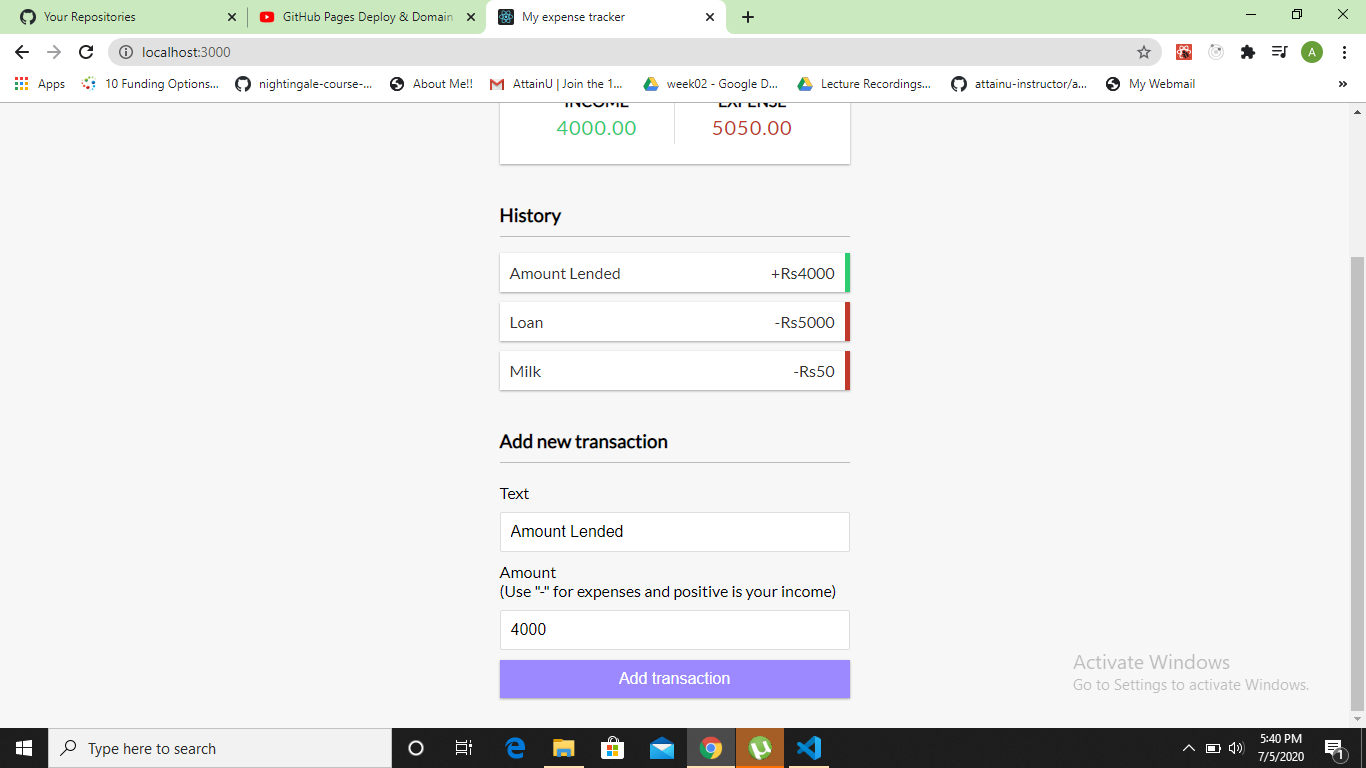 Your Repositories
GitHub Pages Deploy & Domain
My expense tracker
localhost:3000
A
Apps
10 Funding Options...
nightingale-course-...
About Me!!
AttainU | Join the 1...
week02 - Google D...
Lecture Recordings...
attainu-instructor/a...
My Webmail
»
INCOME
EXPENSE
4000.00
5050.00
History
Amount Lended
+Rs4000
Loan
-Rs5000
Milk
-Rs50
Add new transaction
Text
Amount Lended
Amount
(Use "-" for expenses and positive is your income)
4000
Add transaction
Activate Windows
Go to Settings to activate Windows.
Type here to search
5:40 PM
7/5/2020
1